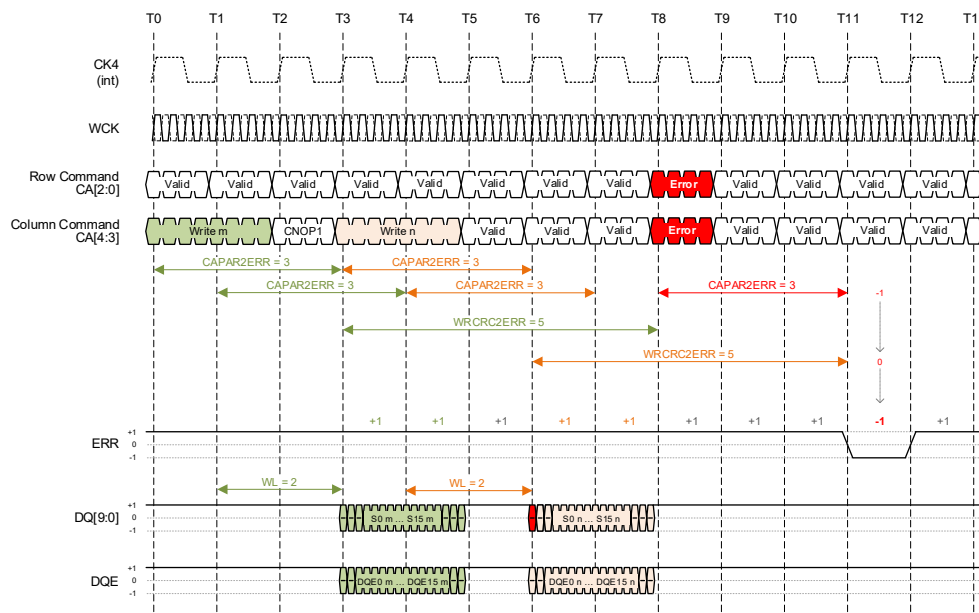 T0 T1 T2 T3 T4 T5 T6 T7 T8 T9 T10 T11 T12 T1
CK4
(int)
WCK
Row Command
CA[2:0]
Valid Valid Valid Valid Valid Valid Valid Valid Error Valid Valid Valid Valid
Column Command
CA[4:3]
Write m CNOP1 Write n Valid Valid Valid Error Valid Valid Valid Valid
CAPAR2ERR = 3 CAPAR2ERR = 3
CAPAR2ERR = 3 CAPAR2ERR = 3 CAPAR2ERR = 3 -1
WRCRC2ERR = 5
WRCRC2ERR = 5 0
+1 +1 +1 +1 +1 +1 +1 +1 -1 +1
ERR
+1
0
-1
WL = 2 WL = 2
DQ[9:0]
+1
0
-1
S0 m ... S15 m S0 n ... S15 n
DQE
+1
0
-1
DQE0 m ... DQE15 m DQE0 n ... DQE15 n